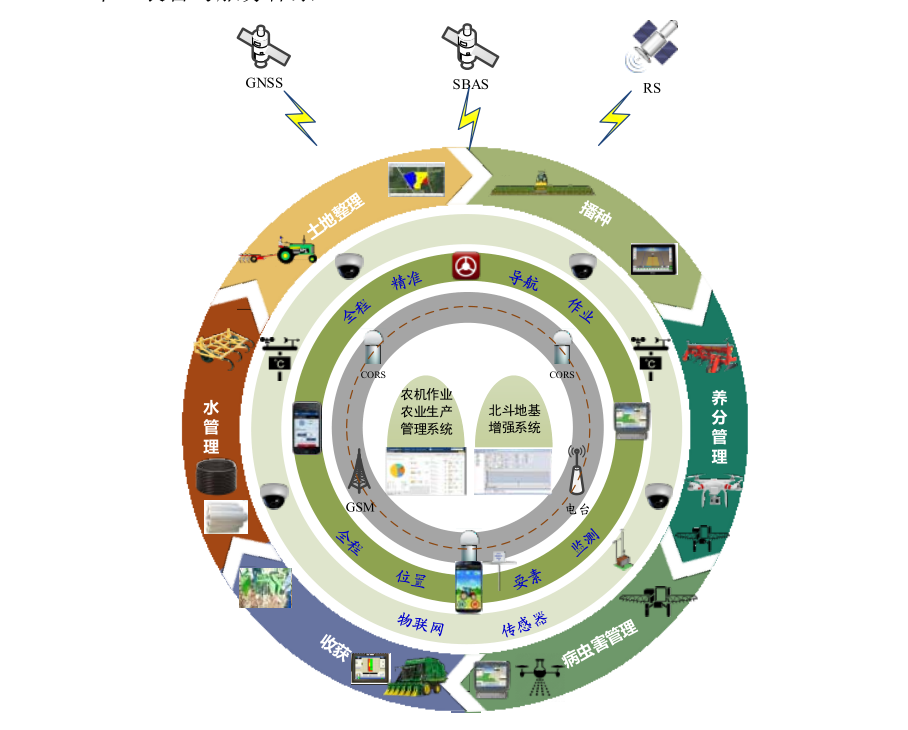 GNSS
SBAS
RS
土地整理
播种
精准
导航
全程
作业
CORS
CORS
农机作业
农业生产
管理系统
北斗地基
增强系统
水管理
养分管理
GSM
电台
全程
监测
位置
要素
物联网
传感器
收获
病虫害管理